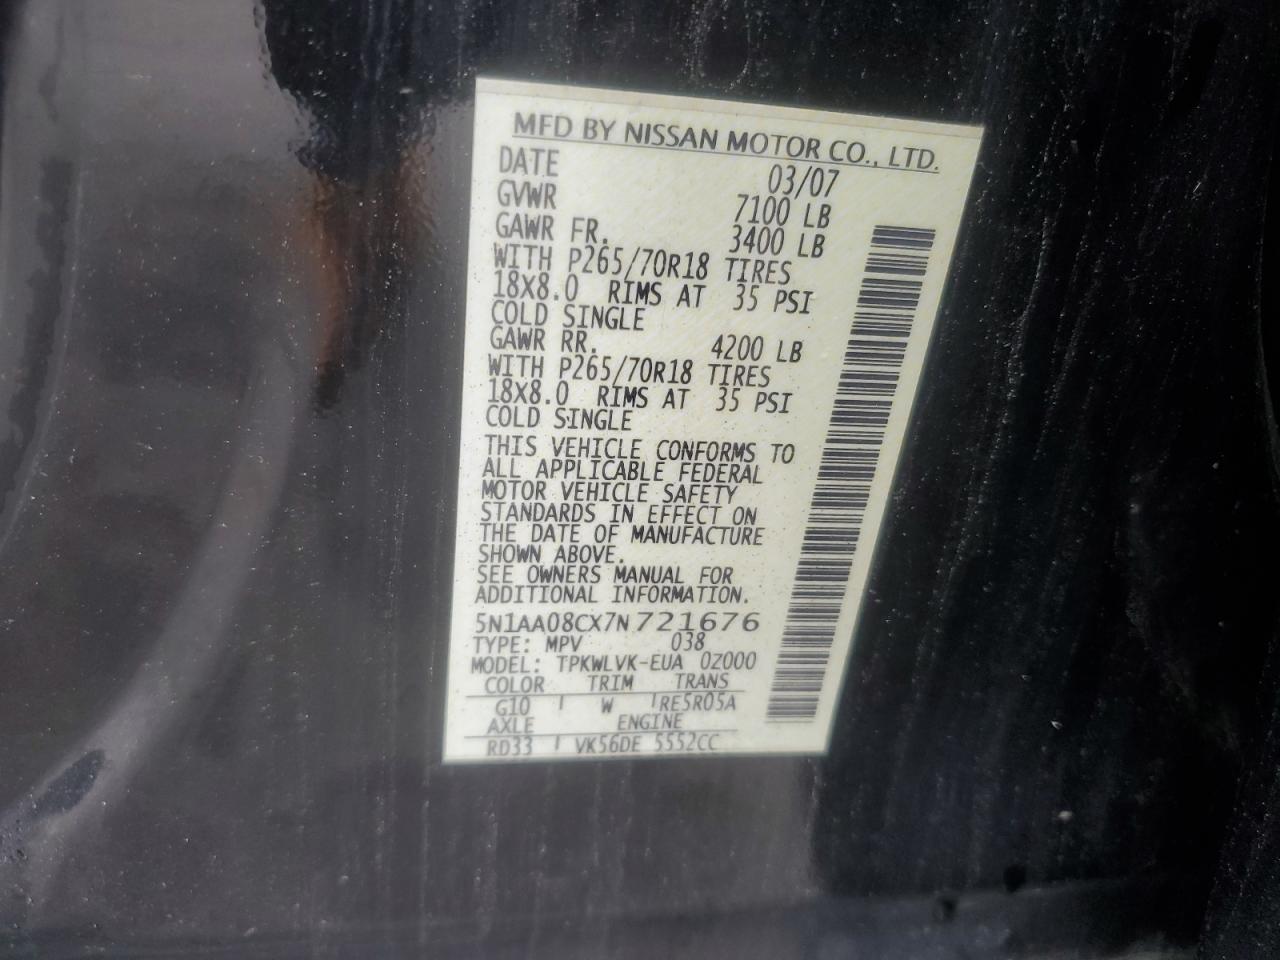 MFD BY NISSAN MOTOR CO., LTD.
DATE 03/07
GVWR 7100 LB
GAWR FR. 3400 LB
WITH P265/70R18 TIRES
18X8.0 RIMS AT 35 PSI
COLD SINGLE
GAWR RR. 4200 LB
WITH P265/70R18 TIRES
18X8.0 RIMS AT 35 PSI
COLD SINGLE
THIS VEHICLE CONFORMS TO
ALL APPLICABLE FEDERAL
MOTOR VEHICLE SAFETY
STANDARDS IN EFFECT ON
THE DATE OF MANUFACTURE
SHOWN ABOVE.
SEE OWNERS MANUAL FOR
ADDITIONAL INFORMATION.
5N1AA08CX7N721676
TYPE: MPV 038
MODEL: TPKWLVK-EUA 0Z000
COLOR TRIM TRANS
G10 W RE5R05A
AXLE ENGINE
RD33 VK56DE 5552CC